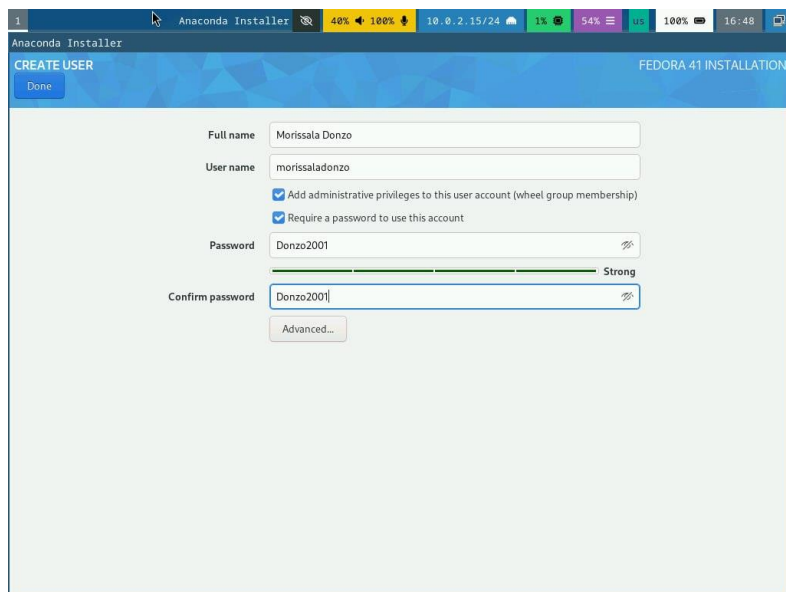 1 Anaconda Installer 40% 100% 10.0.2.15/24 1% 54% us 100% 16:48
Anaconda Installer
CREATE USER FEDORA 41 INSTALLATION
Done
Full name Morissala Donzo
User name morissaladonzo
Add administrative privileges to this user account (wheel group membership)
Require a password to use this account
Password Donzo2001
Strong
Confirm password Donzo2001
Advanced...